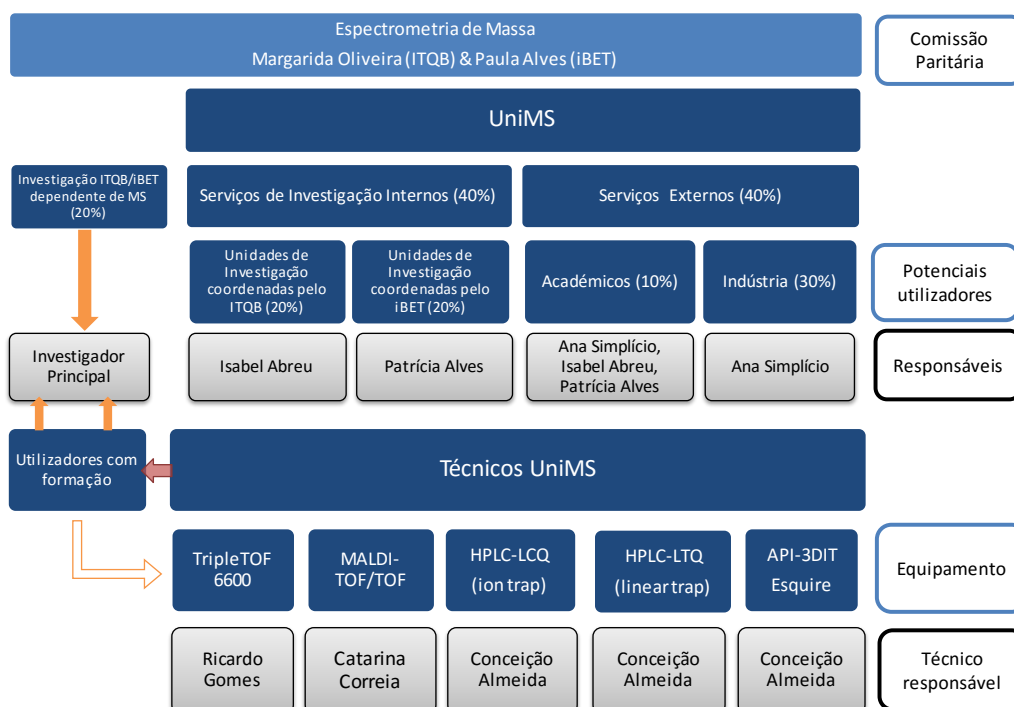 Espectrometria de Massa
Margarida Oliveira (ITQB) & Paula Alves (iBET)
Comissão
Paritária
UniMS
Investigação ITQB/iBET
dependente de MS
(20%)
Serviços de Investigação Internos (40%)
Serviços Externos (40%)
Unidades de
Investigação
coordenadas pelo
ITQB (20%)
Unidades de
Investigação
coordenadas pelo
iBET (20%)
Académicos (10%)
Indústria (30%)
Potenciais
utilizadores
Investigador
Principal
Isabel Abreu
Patrícia Alves
Ana Simplício,
Isabel Abreu,
Patrícia Alves
Ana Simplício
Responsáveis
Utilizadores com
formação
Técnicos UniMS
TripleTOF
6600
MALDI-
TOF/TOF
HPLC-LCQ
(ion trap)
HPLC-LTQ
(linear trap)
API-3DIT
Esquire
Equipamento
Ricardo
Gomes
Catarina
Correia
Conceição
Almeida
Conceição
Almeida
Conceição
Almeida
Técnico
responsável